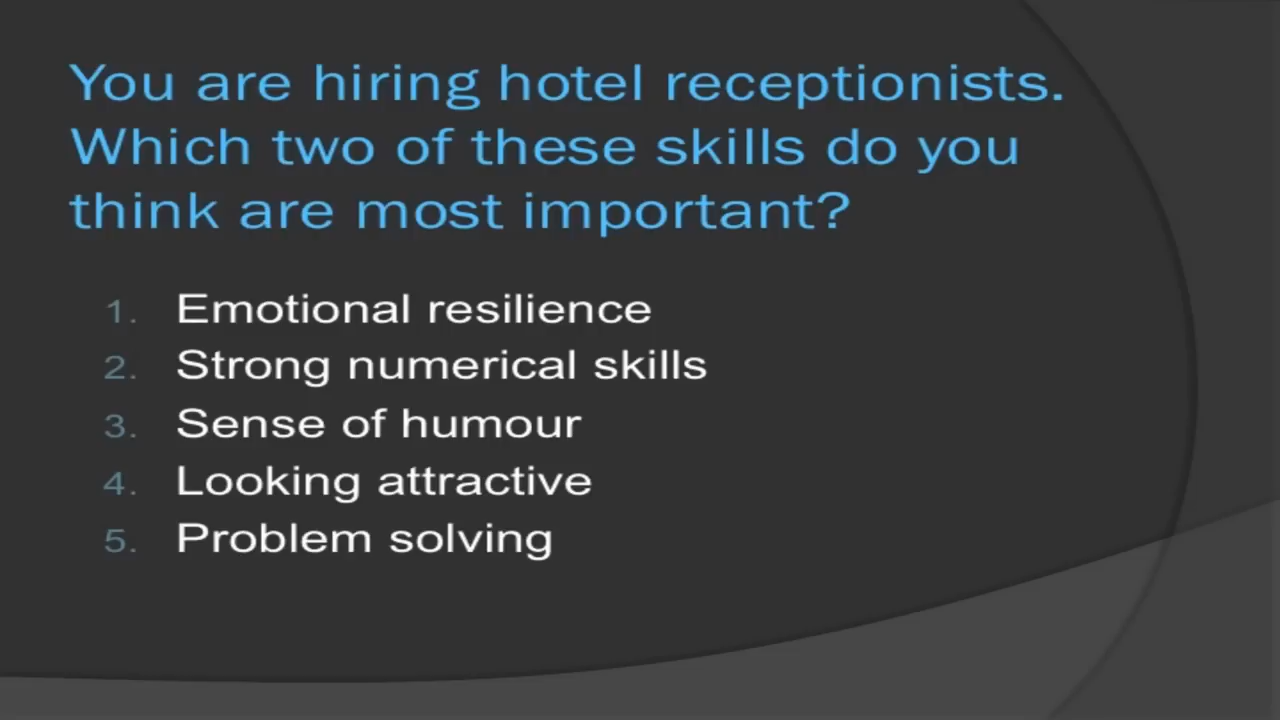 You are hiring hotel receptionists.
Which two of these skills do you
think are most important?
1. Emotional resilience
2. Strong numerical skills
3. Sense of humour
4. Looking attractive
5. Problem solving